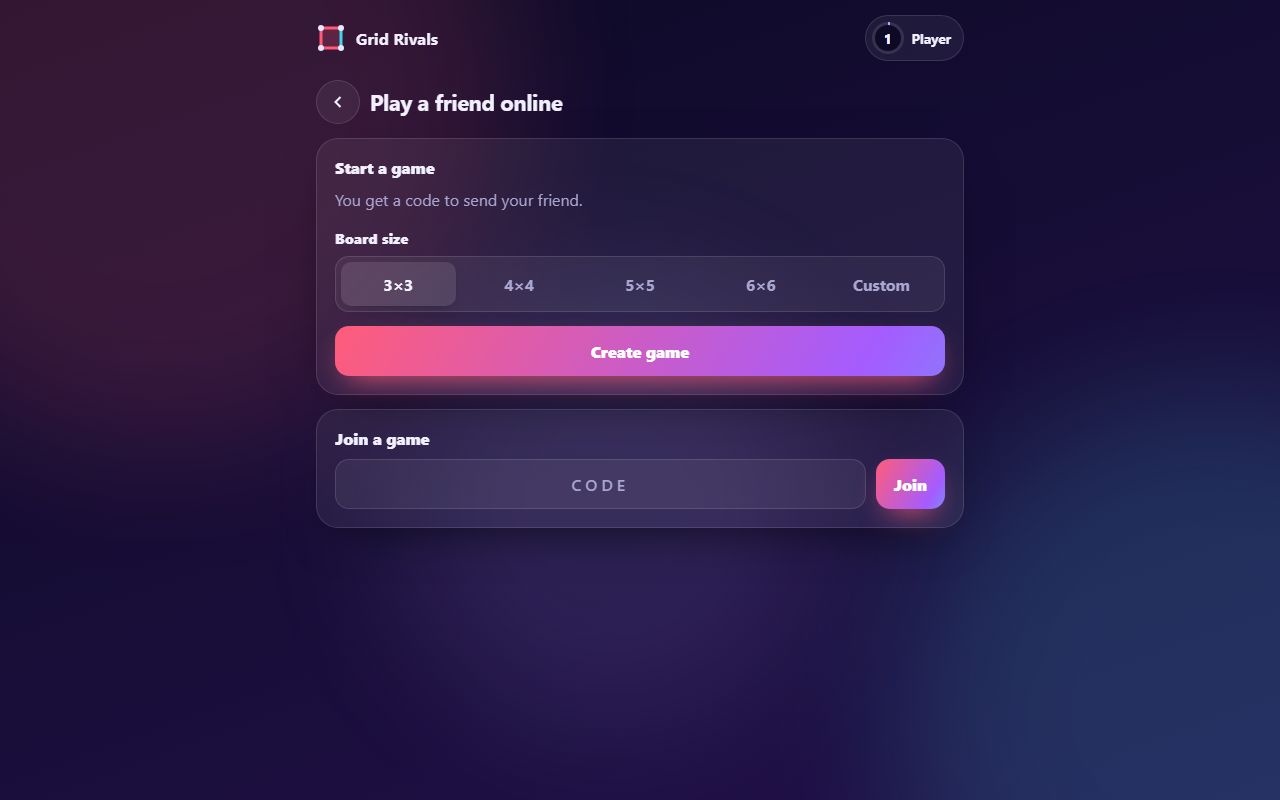 Grid Rivals
1 Player
Play a friend online
Start a game
You get a code to send your friend.
Board size
3×3 4×4 5×5 6×6 Custom
Create game
Join a game
CODE Join